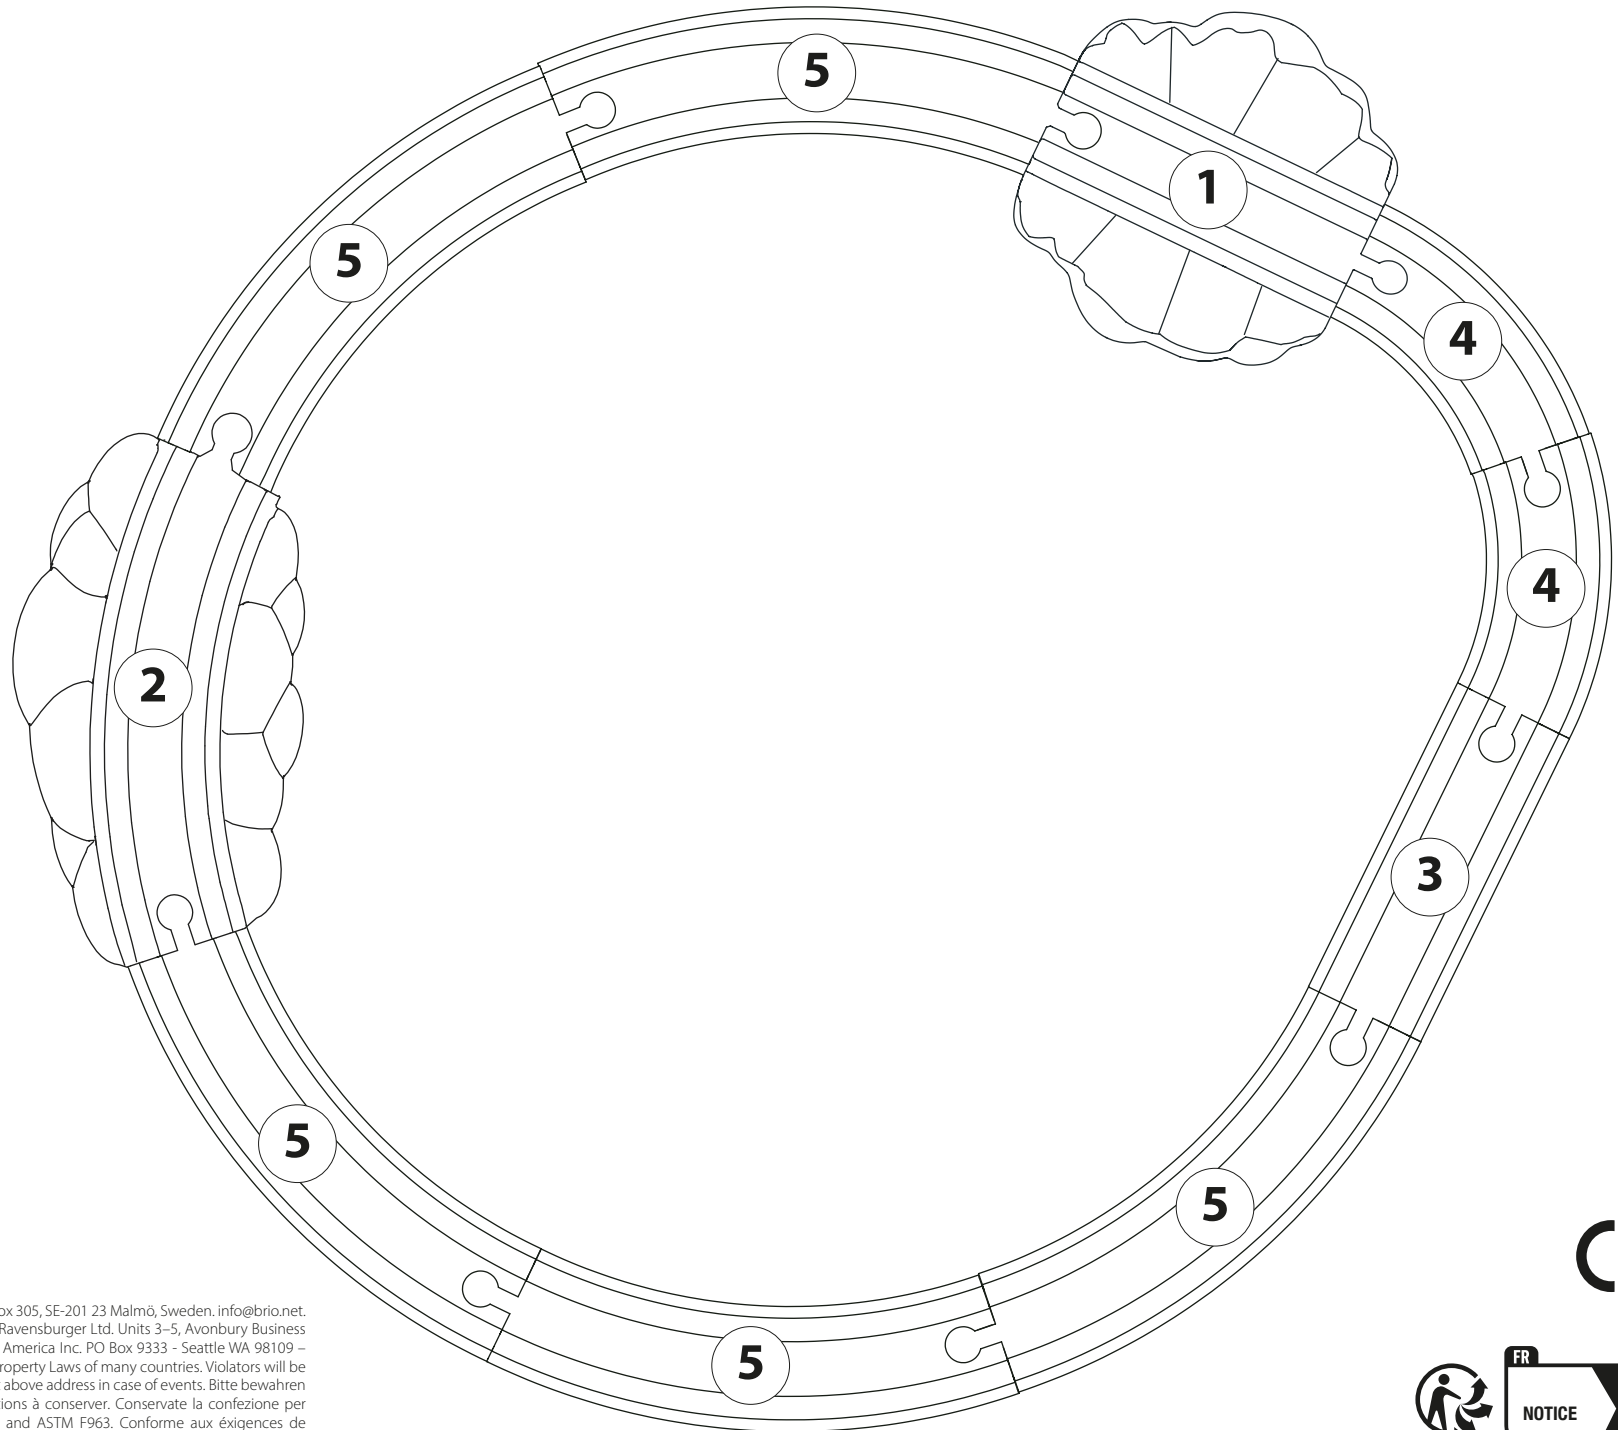 5
1
5
4
4
2
3
5
5
5
ox 305, SE-201 23 Malmö, Sweden. info@brio.net.
Ravensburger Ltd. Units 3–5, Avonbury Business
America Inc. PO Box 9333 - Seattle WA 98109 –
roperty Laws of many countries. Violators will be
above address in case of events. Bitte bewahren
ions à conserver. Conservate la confezione per
and ASTM F963. Conforme aux éxigences de
FR
NOTICE